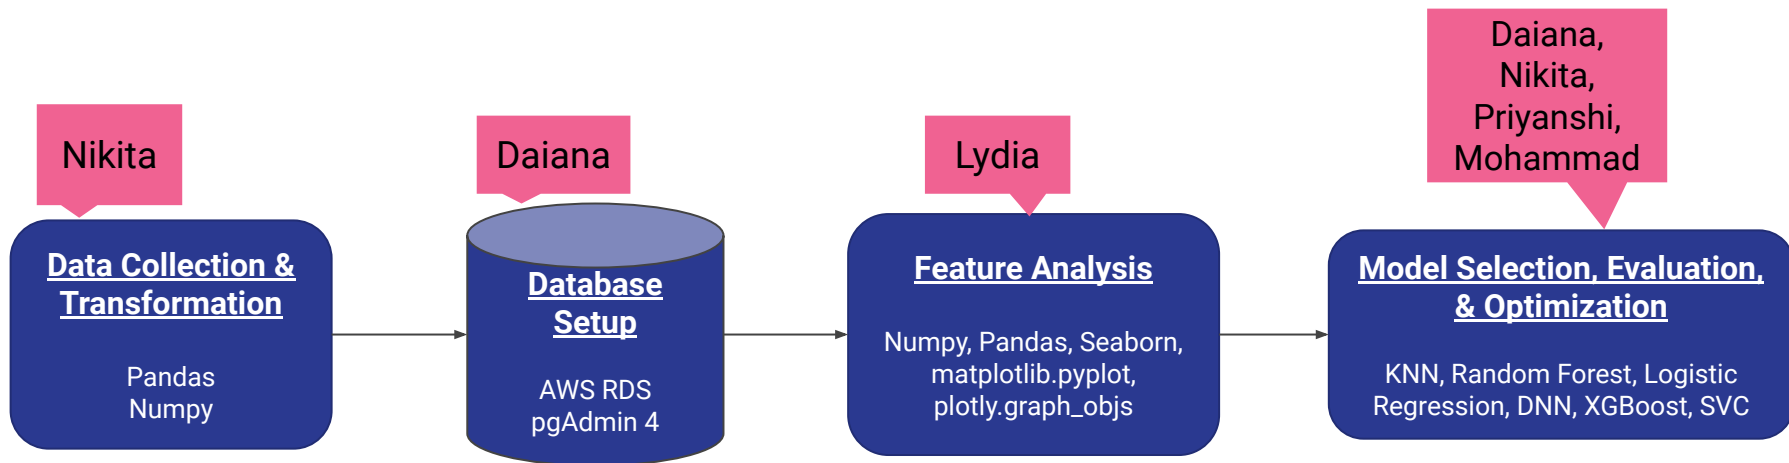 Nikita
Data Collection &
Transformation
Pandas
Numpy
Daiana
Database
Setup
AWS RDS
pgAdmin 4
Lydia
Feature Analysis
Numpy, Pandas, Seaborn,
matplotlib.pyplot,
plotly.graph_objs
Daiana,
Nikita,
Priyanshi,
Mohammad
Model Selection, Evaluation,
& Optimization
KNN, Random Forest, Logistic
Regression, DNN, XGBoost, SVC